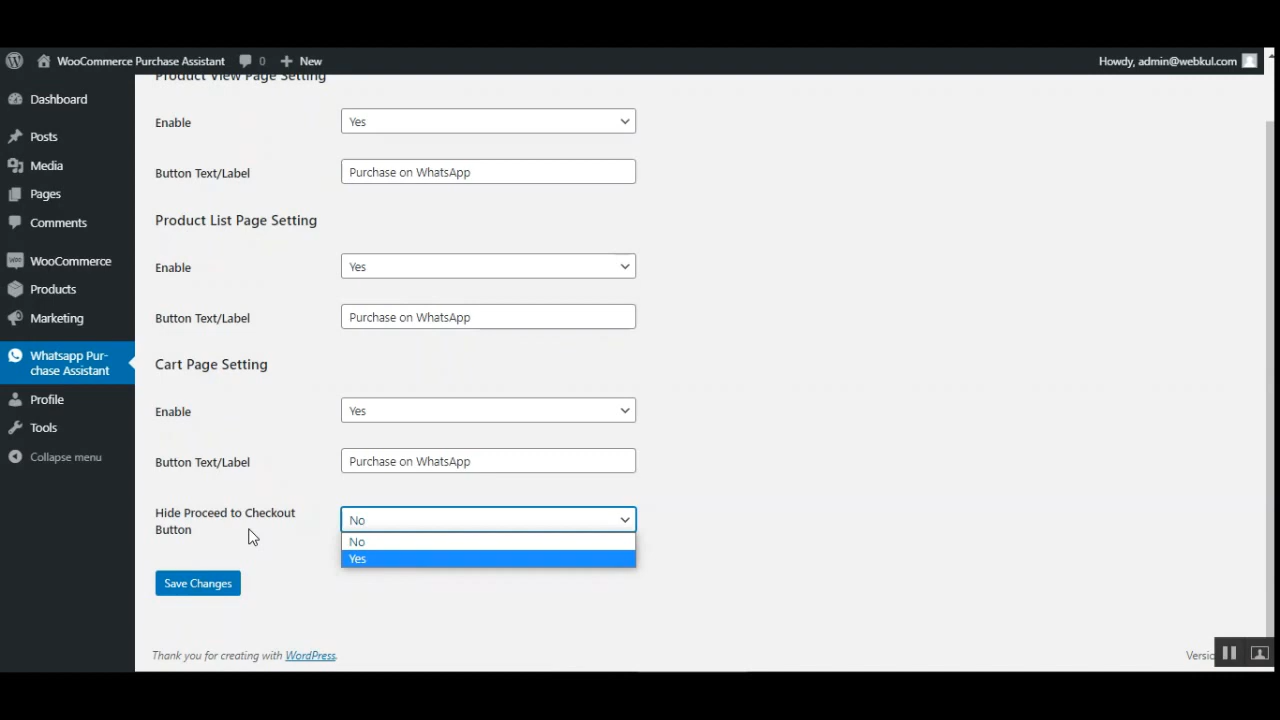 WooCommerce Purchase Assistant 0 New Howdy, admin@webkul.com
Dashboard
Posts
Media
Pages
Comments
WooCommerce
Products
Marketing
Whatsapp Pur-
chase Assistant
Profile
Tools
Collapse menu
Product View Page Setting
Enable Yes
Button Text/Label Purchase on WhatsApp
Product List Page Setting
Enable Yes
Button Text/Label Purchase on WhatsApp
Cart Page Setting
Enable Yes
Button Text/Label Purchase on WhatsApp
Hide Proceed to Checkout
Button
No
No
Yes
Save Changes
Thank you for creating with WordPress.